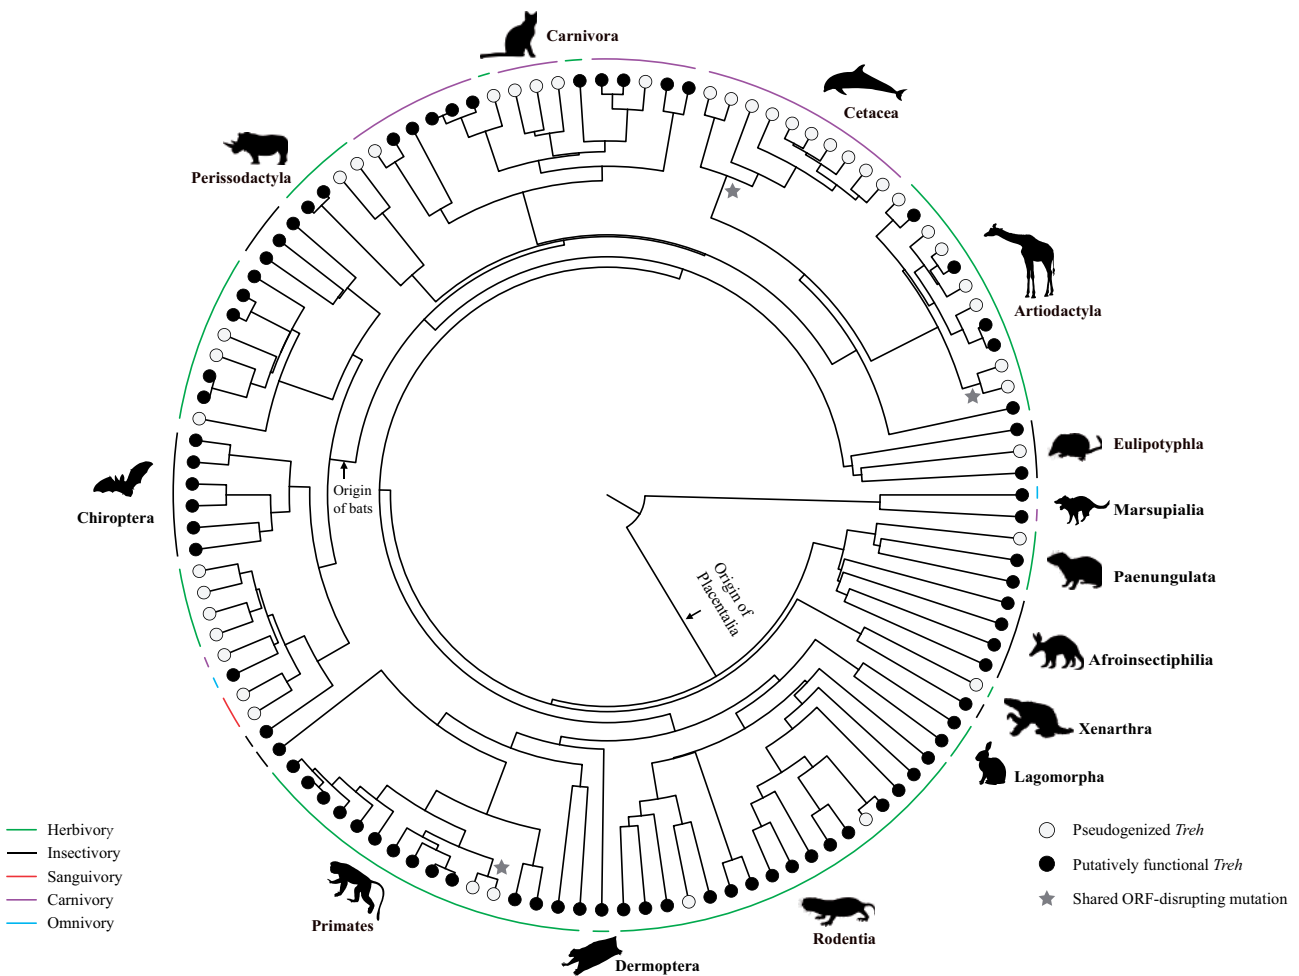 Carnivora
Cetacea
Perissodactyla
Artiodactyla
Eulipotyphla
Origin
of bats
Chiroptera
Marsupialia
Paenungulata
Origin of
Placentalia
Afroinsectiphilia
Xenarthra
Lagomorpha
Herbivory
Insectivory
Sanguivory
Carnivory
Omnivory
Pseudogenized Treh
Putatively functional Treh
Shared ORF-disrupting mutation
Primates
Rodentia
Dermoptera